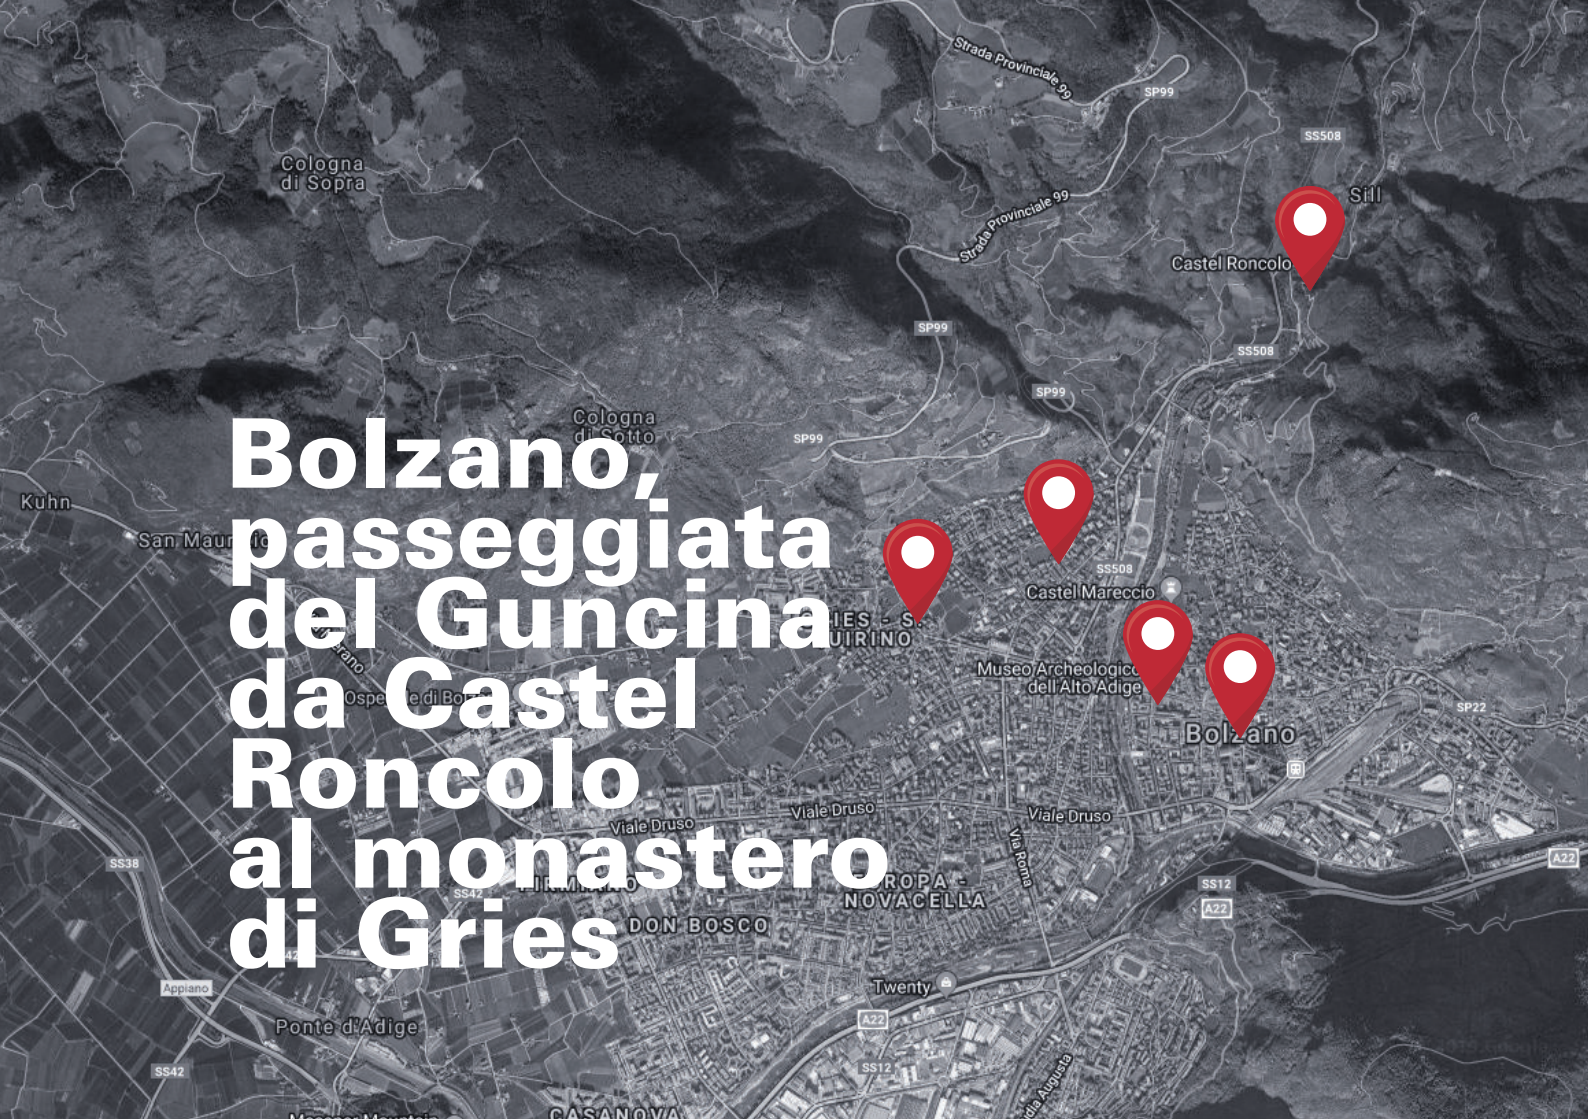 Strada Provinciale 99
SP99
SS508
Cologna
di Sopra
Sill
Strada Provinciale 99
Castel Roncolo
SP99
SS508
SP99
Cologna
di Sotto
SP99
Bolzano,
passeggiata
del Guncina
da Castel
Roncolo
al monastero
di Gries
Kuhn
San Mau
SS508
Castel Mareccio
Museo Archeologico
dell'Alto Adige
Bolzano
SP22
Viale Druso
Viale Druso
Viale Druso
Via Roma
SS38
A22
SS42
SS12
A22
NOVACELLA
DON BOSCO
Twenty
Appiano
A22
Ponte d'Adige
SS12
SS42
CASANOVA